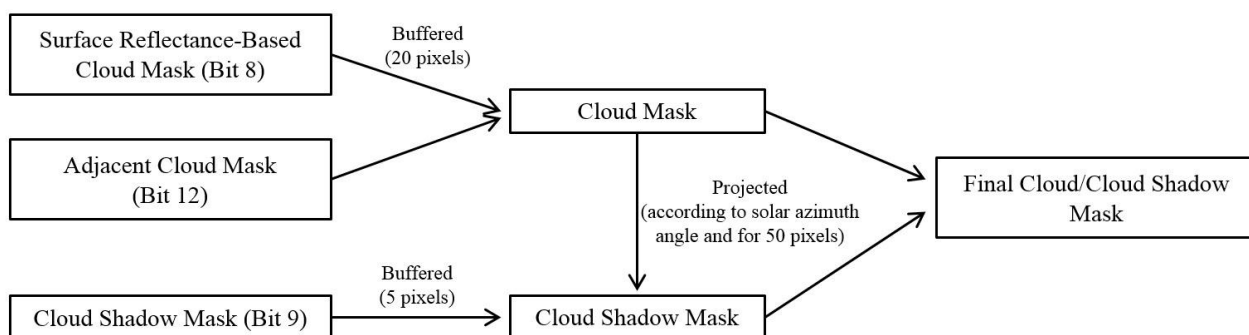 Surface Reflectance-Based
Cloud Mask (Bit 8)
Buffered
(20 pixels)
Cloud Mask
Adjacent Cloud Mask
(Bit 12)
Projected
(according to solar azimuth
angle and for 50 pixels)
Final Cloud/Cloud Shadow
Mask
Cloud Shadow Mask (Bit 9)
Buffered
(5 pixels)
Cloud Shadow Mask